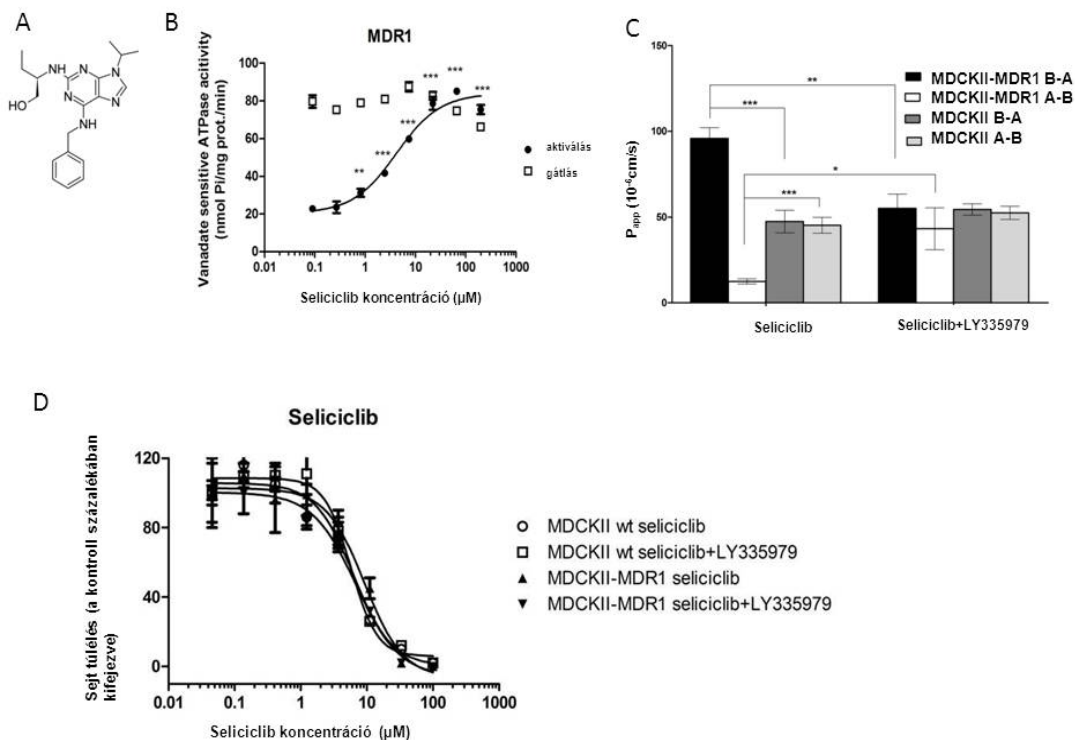 A
NH
N
N
N
N
HO
NH
B
MDR1
Vanadate sensitive ATPase acitivity
(nmol Pi/mg prot./min)
100
80
60
40
20
0
**
***
***
***
***
***
0.01
0.1
1
10
100
1000
Seliciclib koncentráció (µM)
aktiválás
gátlás
C
Papp (10-6cm/s)
150
100
50
0
**
***
*
***
MDCKII-MDR1 B-A
MDCKII-MDR1 A-B
MDCKII B-A
MDCKII A-B
Seliciclib
Seliciclib+LY335979
D
Seliciclib
Sejt túlélés (a kontroll százalékában
kifejezve)
120
80
40
0
0.01
0.1
1
10
100
1000
Seliciclib koncentráció (µM)
MDCKII wt seliciclib
MDCKII wt seliciclib+LY335979
MDCKII-MDR1 seliciclib
MDCKII-MDR1 seliciclib+LY335979